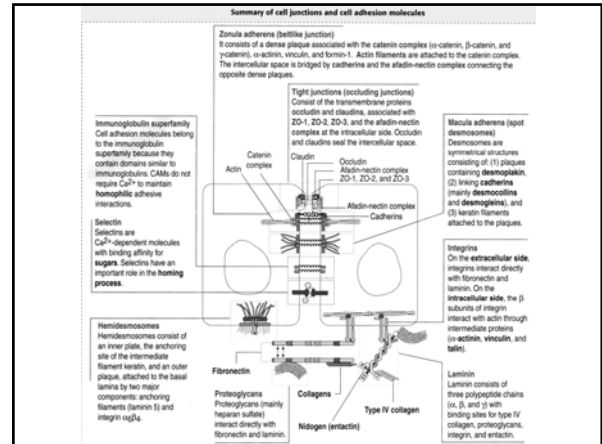 Summary of cell junctions and cell adhesion molecules
Zonula adherens (beltlike junction)
It consists of a dense plaque associated with the catenin complex (α-catenin, β-catenin, and
γ-catenin), α-actinin, vinculin, and formin-1. Actin filaments are attached to the catenin complex.
The intercellular space is bridged by cadherins and the afadin-nectin complex connecting the
opposite dense plaques.
Tight junctions (occluding junctions)
Consist of the transmembrane proteins
occludin and claudins, associated with
ZO-1, ZO-2, ZO-3, and the afadin-nectin
complex at the intracellular side. Occludin
and claudins seal the intercellular space.
Immunoglobulin superfamily
Cell adhesion molecules belong
to the immunoglobulin
superfamily because they
contain domains similar to
immunoglobulins. CAMs do not
require Ca2+ to maintain
homophilic adhesive
interactions.
Macula adherens (spot
desmosomes)
Desmosomes are
symmetrical structures
consisting of: (1) plaques
containing desmoplakin,
(2) linking cadherins
(mainly desmocollins
and desmogleins), and
(3) keratin filaments
attached to the plaques.
Catenin
complex
Actin
Claudin
Occludin
Afadin-nectin complex
ZO-1, ZO-2, and ZO-3
Afadin-nectin complex
Cadherins
Selectin
Selectins are
Ca2+-dependent molecules
with binding affinity for
sugars. Selectins have an
important role in the homing
process.
Integrins
On the extracellular side,
integrins interact directly
with fibronectin and
laminin. On the
intracellular side, the β
subunits of integrin
interact with actin through
intermediate proteins
(α-actinin, vinculin, and
talin).
Hemidesmosomes
Hemidesmosomes consist of
an inner plate, the anchoring
site of the intermediate
filament keratin, and an outer
plaque, attached to the basal
lamina by two major
components: anchoring
filaments (laminin 5) and
integrin α6β4.
Fibronectin
Proteoglycans
Proteoglycans (mainly
heparan sulfate)
interact directly with
fibronectin and laminin.
Collagens
Nidogen (entactin)
Type IV collagen
Laminin
Laminin consists of
three polypeptide chains
(α, β, and γ) with
binding sites for type IV
collagen, proteoglycans,
integrin, and entactin.